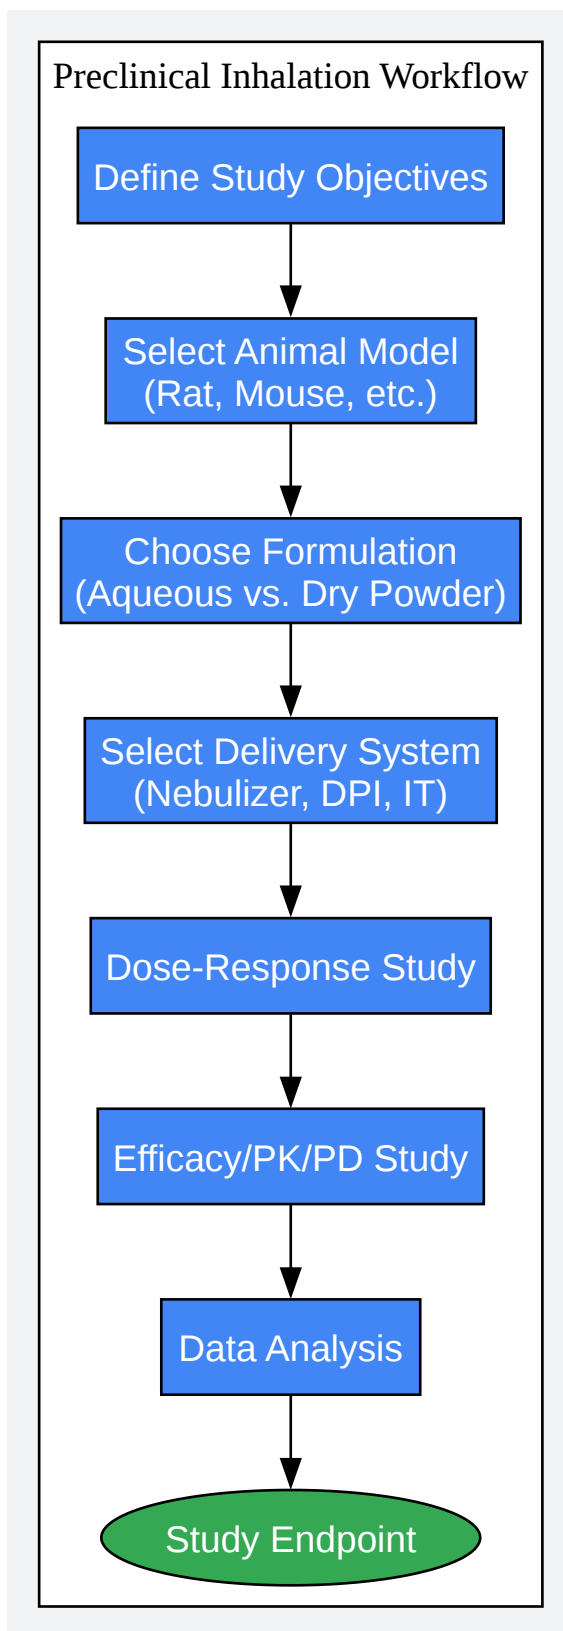 Preclinical Inhalation Workflow
Define Study Objectives
Select Animal Model
(Rat, Mouse, etc.)
Choose Formulation
(Aqueous vs. Dry Powder)
Select Delivery System
(Nebulizer, DPI, IT)
Dose-Response Study
Efficacy/PK/PD Study
Data Analysis
Study Endpoint